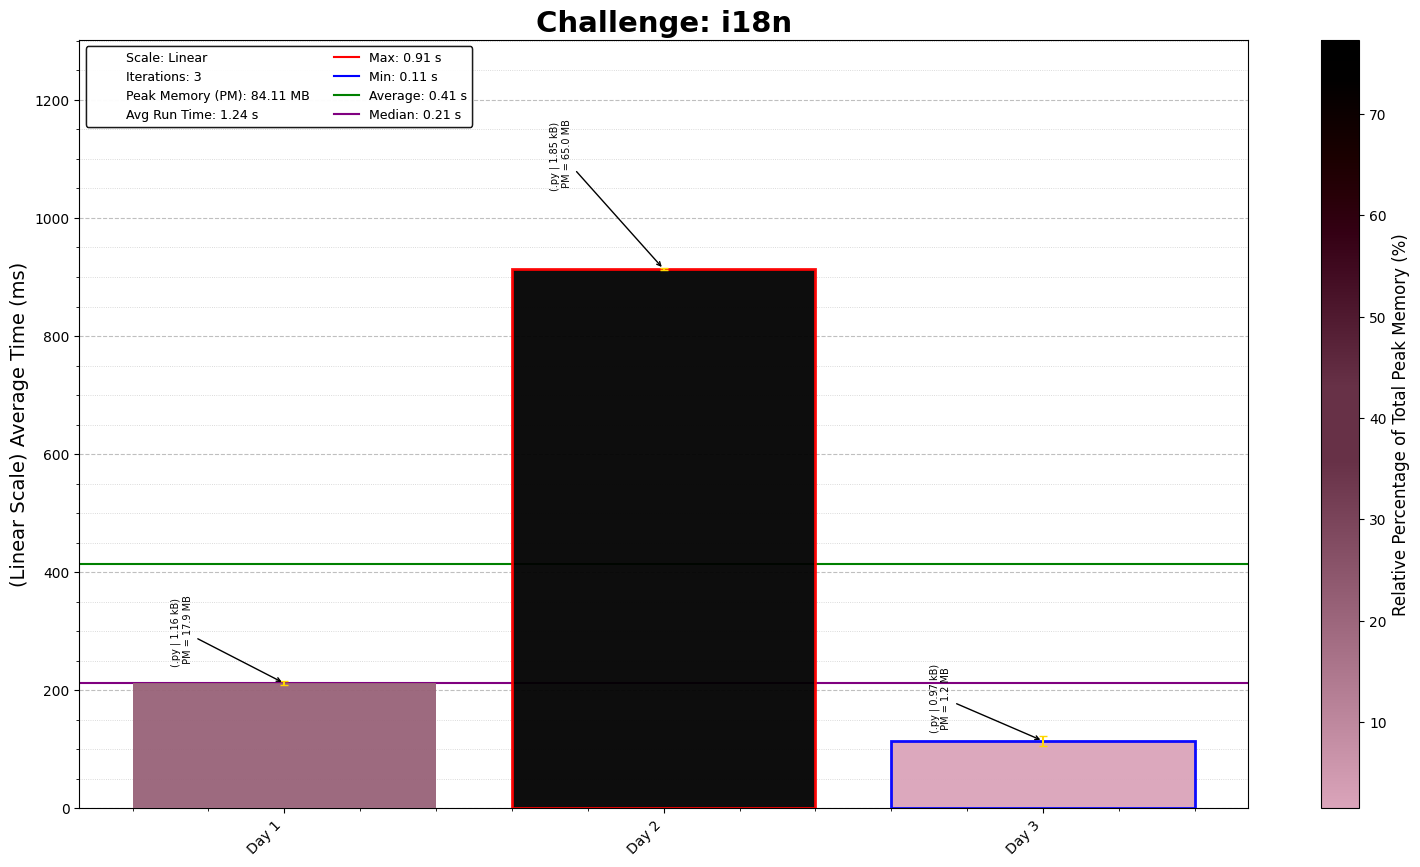 Challenge: i18n
Scale: Linear
Iterations: 3
Peak Memory (PM): 84.11 MB
Avg Run Time: 1.24 s
Max: 0.91 s
Min: 0.11 s
Average: 0.41 s
Median: 0.21 s
(Linear Scale) Average Time (ms)
1200
1000
800
600
400
200
0
(.py | 1.16 kB)
PM = 17.9 MB
(.py | 1.85 kB)
PM = 65.0 MB
(.py | 0.97 kB)
PM = 1.2 MB
Day 1
Day 2
Day 3
70
60
50
40
30
20
10
Relative Percentage of Total Peak Memory (%)